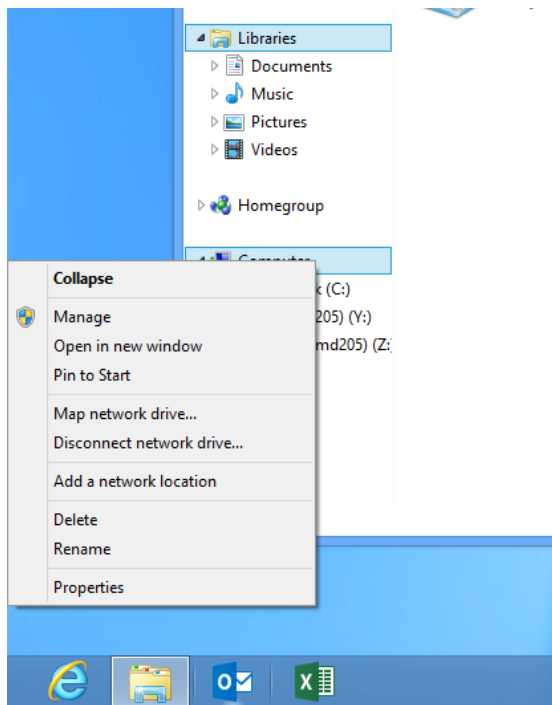 Libraries
Documents
Music
Pictures
Videos
Homegroup
Computer
Collapse
(C:)
Manage
205) (Y:)
Open in new window
md205) (Z:
Pin to Start
Map network drive...
Disconnect network drive...
Add a network location
Delete
Rename
Properties